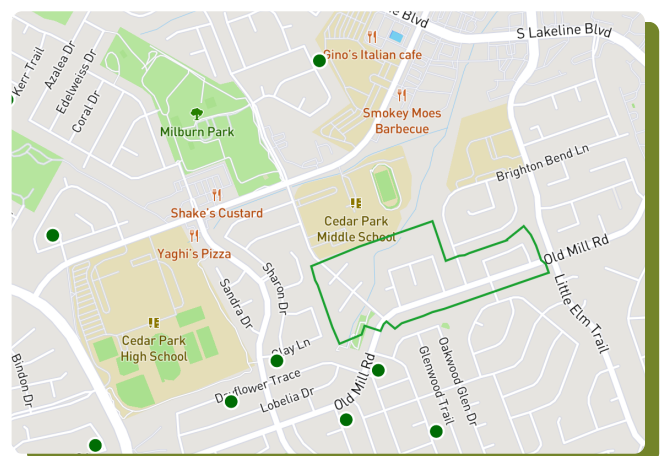 ne Blvd
S Lakeline Blvd
Gino's Italian cafe
Kerr Trail
Azalea Dr
Edelweiss Dr
Coral Dr
Smokey Moes
Barbecue
Milburn Park
Brighton Bend Ln
Shake's Custard
Cedar Park
Middle School
Yaghi's Pizza
Old Mill Rd
Sharon Dr
Sandra Dr
Little Elm Trail
Cedar Park
High School
Clay Ln
Bindon Dr
Dayflower Trace
Lobelia Dr
Old Mill Rd
Glenwood Trail
Oakwood Glen Dr